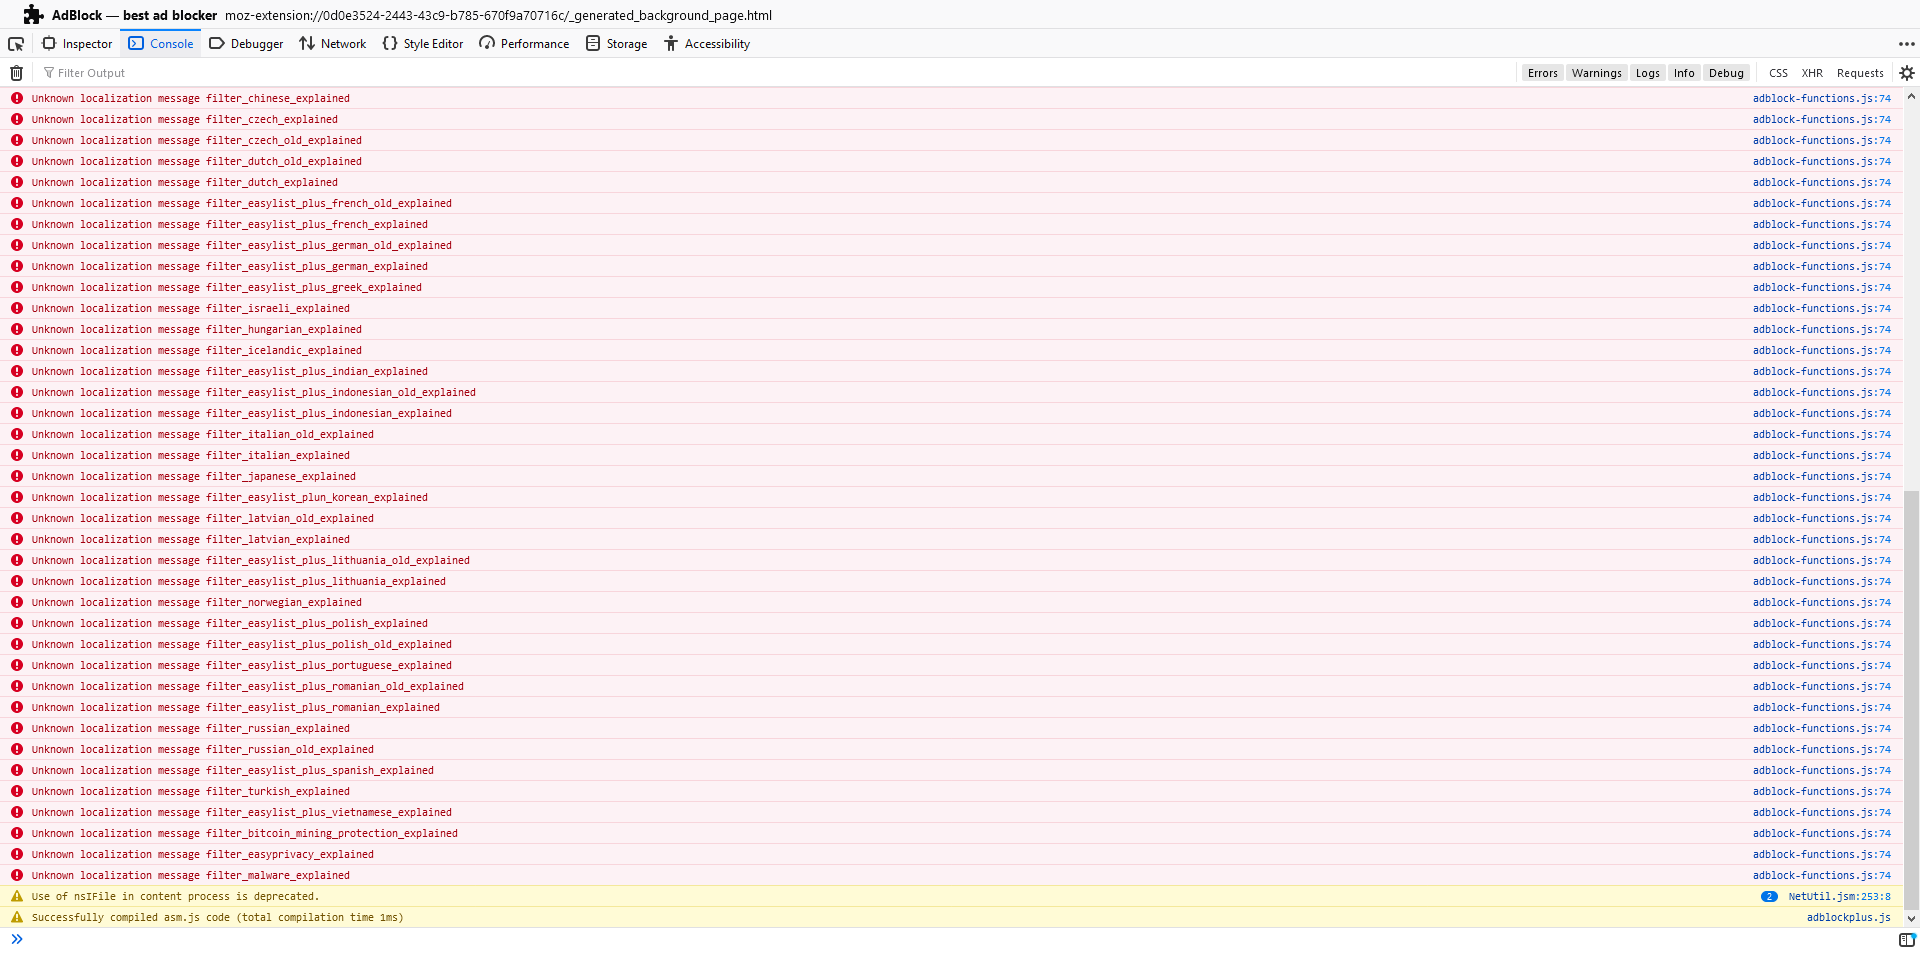 AdBlock — best ad blocker moz-extension://0d0e3524-2443-43c9-b785-670f9a70716c/_generated_background_page.html
Inspector Console Debugger Network Style Editor Performance Storage Accessibility
Filter Output Errors Warnings Logs Info Debug CSS XHR Requests
Unknown localization message filter_chinese_explained adblock-functions.js:74
Unknown localization message filter_czech_explained adblock-functions.js:74
Unknown localization message filter_czech_old_explained adblock-functions.js:74
Unknown localization message filter_dutch_old_explained adblock-functions.js:74
Unknown localization message filter_dutch_explained adblock-functions.js:74
Unknown localization message filter_easylist_plus_french_old_explained adblock-functions.js:74
Unknown localization message filter_easylist_plus_french_explained adblock-functions.js:74
Unknown localization message filter_easylist_plus_german_old_explained adblock-functions.js:74
Unknown localization message filter_easylist_plus_german_explained adblock-functions.js:74
Unknown localization message filter_easylist_plus_greek_explained adblock-functions.js:74
Unknown localization message filter_israeli_explained adblock-functions.js:74
Unknown localization message filter_hungarian_explained adblock-functions.js:74
Unknown localization message filter_icelandic_explained adblock-functions.js:74
Unknown localization message filter_easylist_plus_indian_explained adblock-functions.js:74
Unknown localization message filter_easylist_plus_indonesian_old_explained adblock-functions.js:74
Unknown localization message filter_easylist_plus_indonesian_explained adblock-functions.js:74
Unknown localization message filter_italian_old_explained adblock-functions.js:74
Unknown localization message filter_italian_explained adblock-functions.js:74
Unknown localization message filter_japanese_explained adblock-functions.js:74
Unknown localization message filter_easylist_plun_korean_explained adblock-functions.js:74
Unknown localization message filter_latvian_old_explained adblock-functions.js:74
Unknown localization message filter_latvian_explained adblock-functions.js:74
Unknown localization message filter_easylist_plus_lithuania_old_explained adblock-functions.js:74
Unknown localization message filter_easylist_plus_lithuania_explained adblock-functions.js:74
Unknown localization message filter_norwegian_explained adblock-functions.js:74
Unknown localization message filter_easylist_plus_polish_explained adblock-functions.js:74
Unknown localization message filter_easylist_plus_polish_old_explained adblock-functions.js:74
Unknown localization message filter_easylist_plus_portuguese_explained adblock-functions.js:74
Unknown localization message filter_easylist_plus_romanian_old_explained adblock-functions.js:74
Unknown localization message filter_easylist_plus_romanian_explained adblock-functions.js:74
Unknown localization message filter_russian_explained adblock-functions.js:74
Unknown localization message filter_russian_old_explained adblock-functions.js:74
Unknown localization message filter_easylist_plus_spanish_explained adblock-functions.js:74
Unknown localization message filter_turkish_explained adblock-functions.js:74
Unknown localization message filter_easylist_plus_vietnamese_explained adblock-functions.js:74
Unknown localization message filter_bitcoin_mining_protection_explained adblock-functions.js:74
Unknown localization message filter_easyprivacy_explained adblock-functions.js:74
Unknown localization message filter_malware_explained adblock-functions.js:74
Use of nsIFile in content process is deprecated. 2 NetUtil.jsm:253:8
Successfully compiled asm.js code (total compilation time 1ms) adblockplus.js